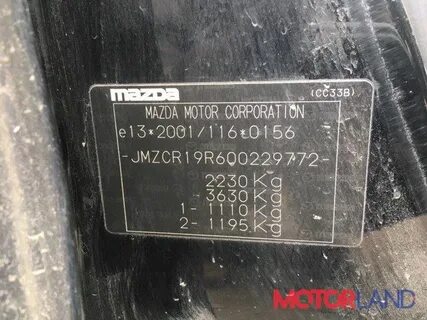 mazda (CC33B)
MAZDA MOTOR CORPORATION
e13*2001/116*0156
-JMZCR19R600229772-
2230 Kg
-3630 Kg
1- 1110 Kg
2- 1195 Kg
MOTORLAND